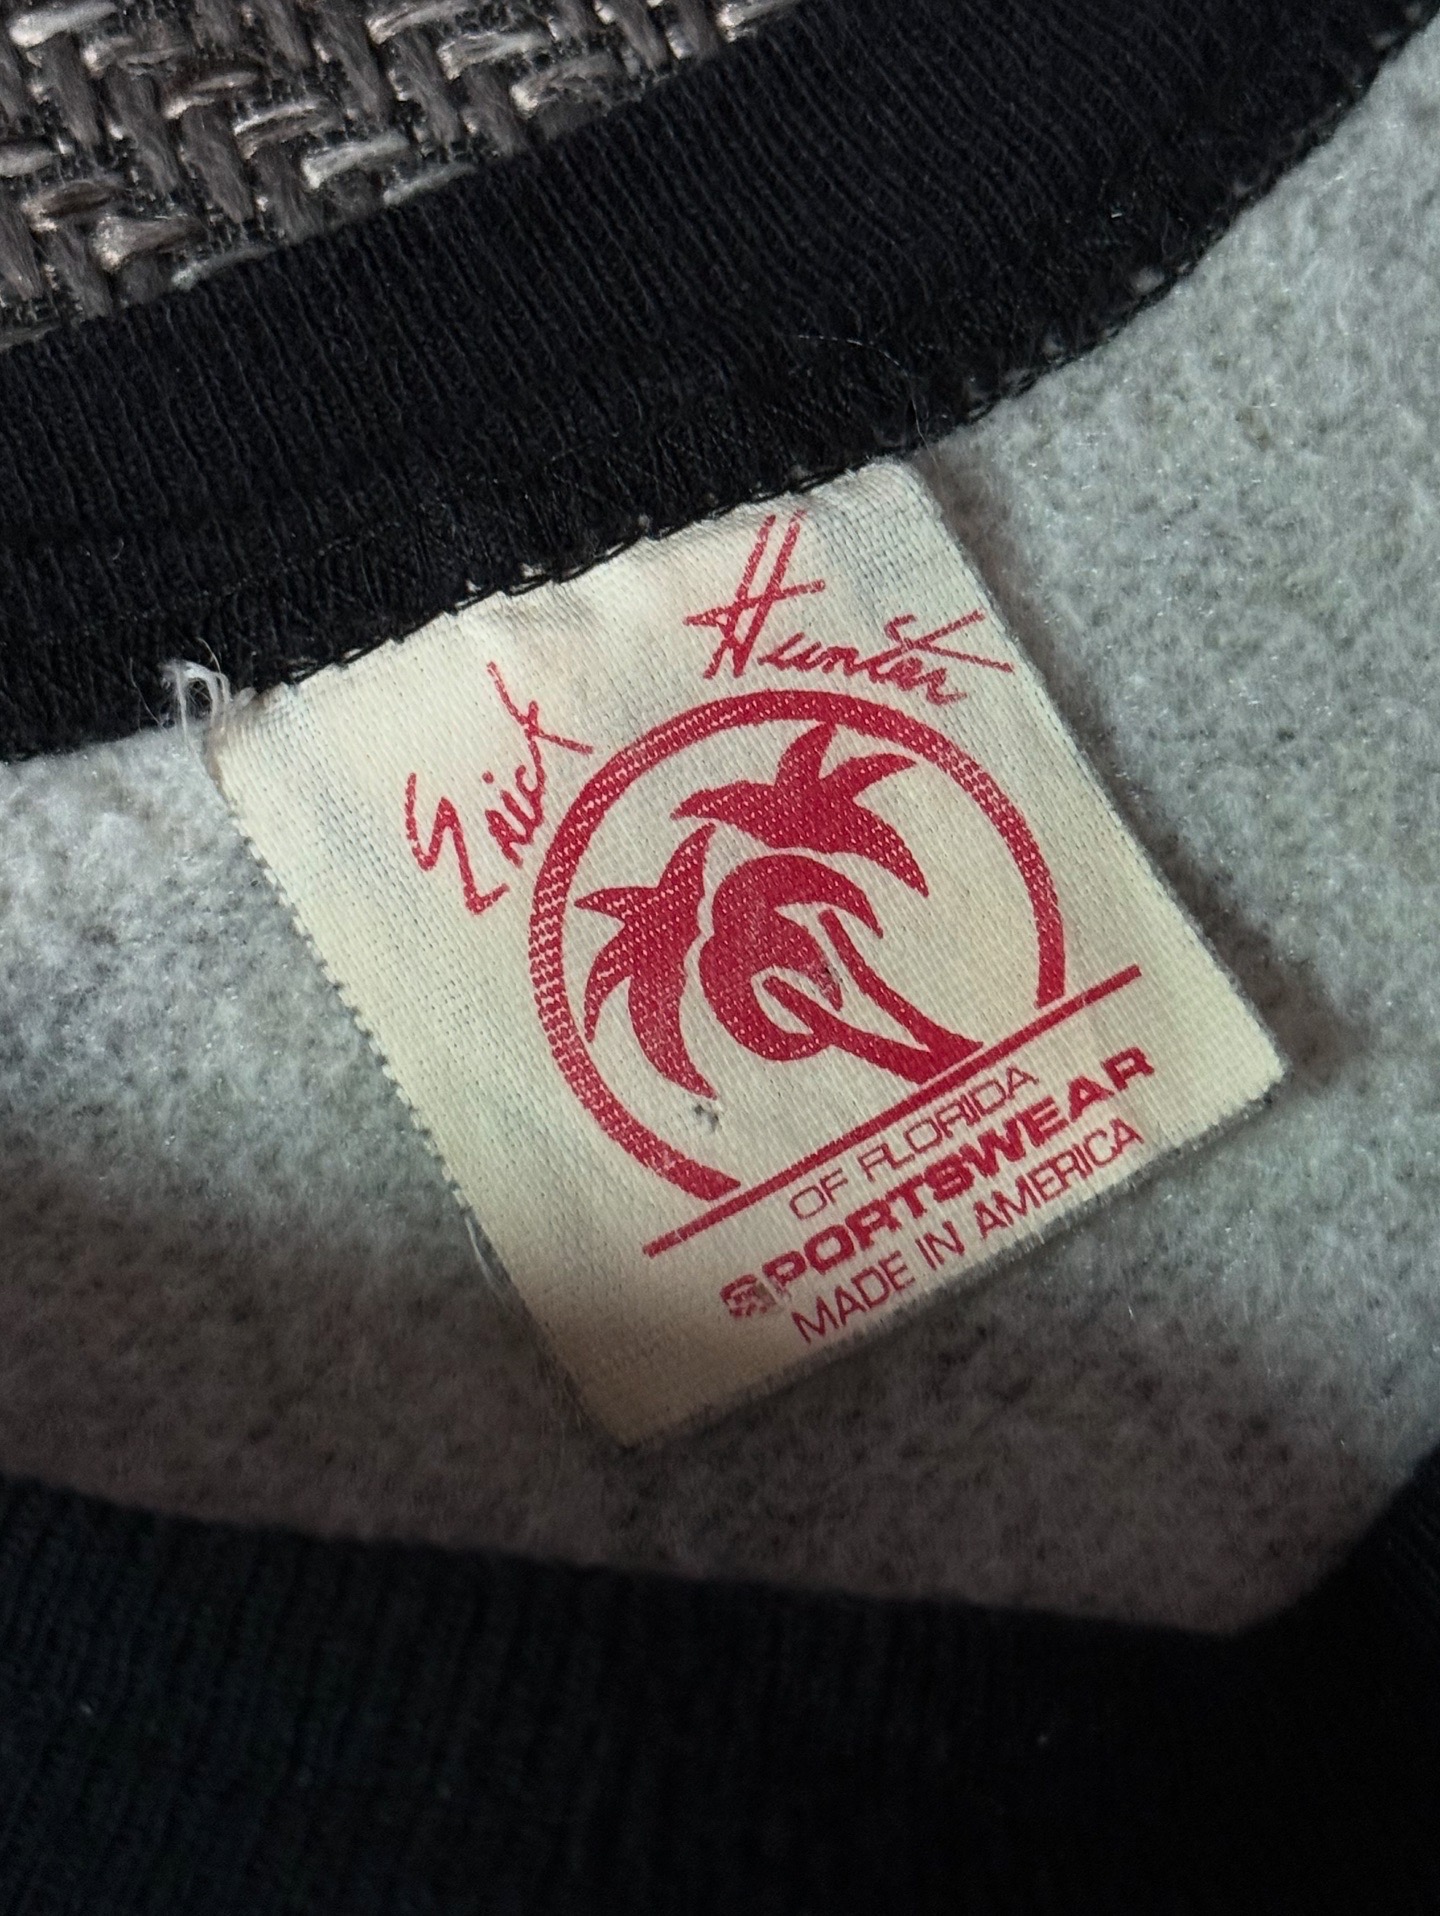 Erick Hunter
OF FLORIDA
SPORTSWEAR
MADE IN AMERICA